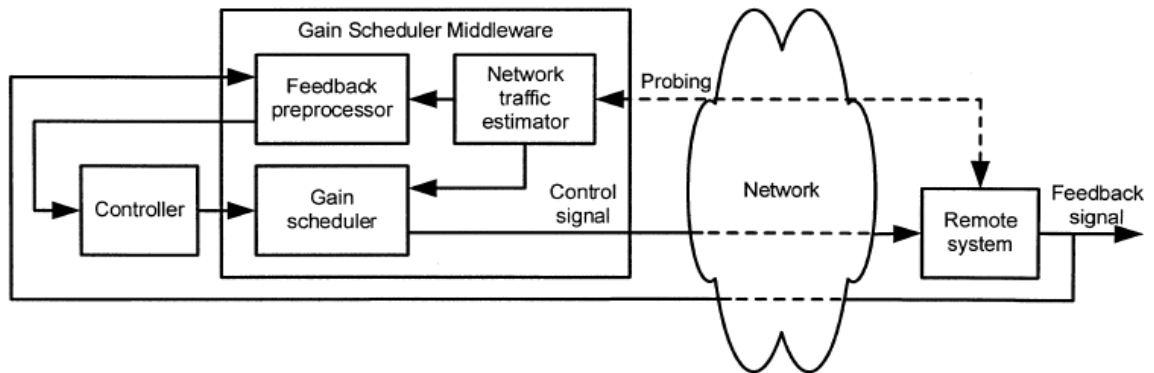 Gain Scheduler Middleware
Feedback
preprocessor
Network
traffic
estimator
Probing
Controller
Gain
scheduler
Control
signal
Network
Remote
system
Feedback
signal